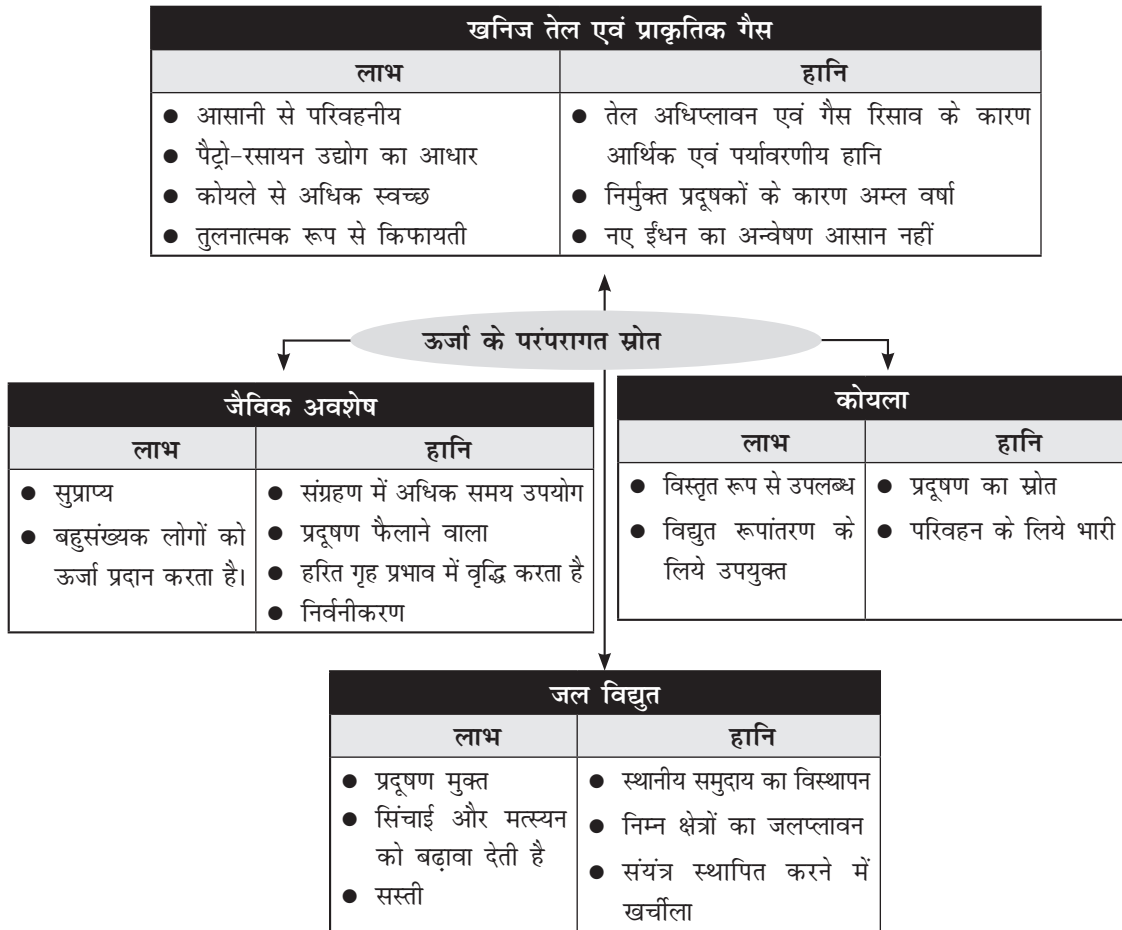 खनिज तेल एवं प्राकृतिक गैस
लाभ
हानि
● आसानी से परिवहनीय
● पैट्रो-रसायन उद्योग का आधार
● कोयले से अधिक स्वच्छ
● तुलनात्मक रूप से किफायती
● तेल अधिप्लावन एवं गैस रिसाव के कारण
आर्थिक एवं पर्यावरणीय हानि
● निर्मुक्त प्रदूषकों के कारण अम्ल वर्षा
● नए ईंधन का अन्वेषण आसान नहीं
ऊर्जा के परंपरागत स्रोत
जैविक अवशेष
लाभ
हानि
● सुप्राप्य
● बहुसंख्यक लोगों को
ऊर्जा प्रदान करता है।
● संग्रहण में अधिक समय उपयोग
● प्रदूषण फैलाने वाला
● हरित गृह प्रभाव में वृद्धि करता है
● निर्वनीकरण
कोयला
लाभ
हानि
● विस्तृत रूप से उपलब्ध
● विद्युत रूपांतरण के
लिये उपयुक्त
● प्रदूषण का स्रोत
● परिवहन के लिये भारी
जल विद्युत
लाभ
हानि
● प्रदूषण मुक्त
● सिंचाई और मत्स्यन
को बढ़ावा देती है
● सस्ती
● स्थानीय समुदाय का विस्थापन
● निम्न क्षेत्रों का जलप्लावन
● संयंत्र स्थापित करने में
खर्चीला